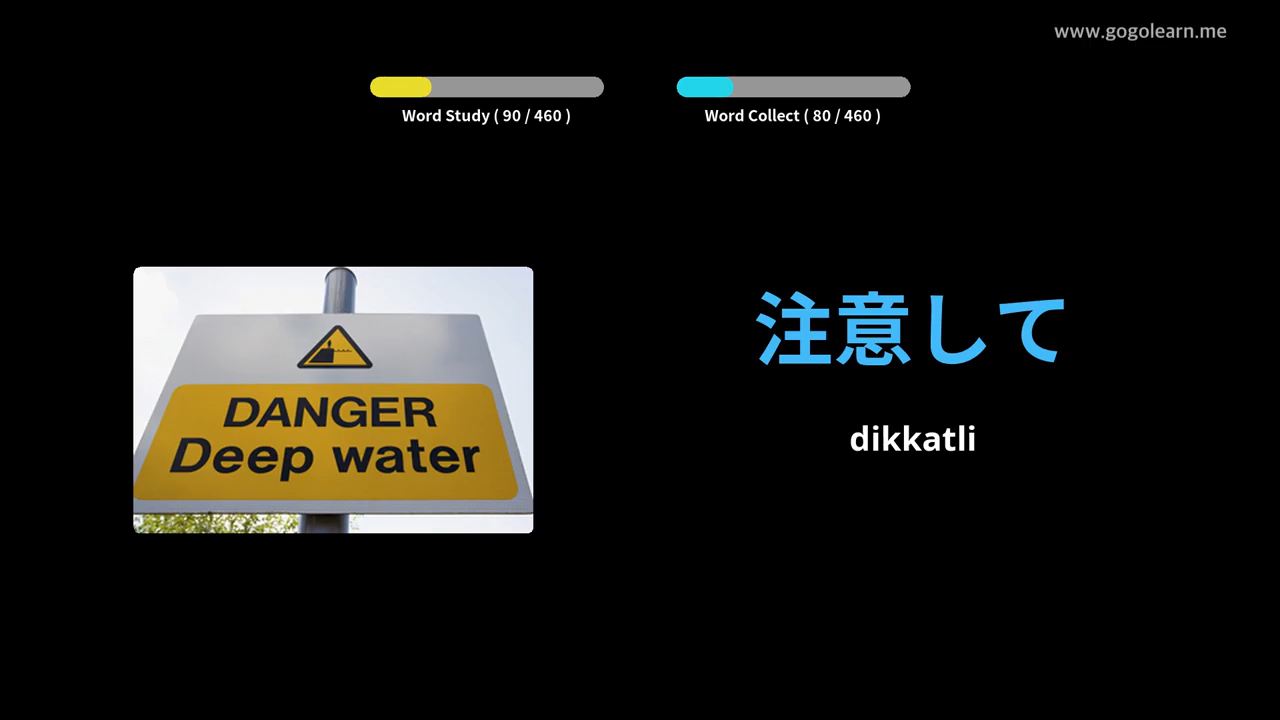 www.gogolearn.me
Word Study ( 90 / 460 )
Word Collect ( 80 / 460 )
DANGER
Deep water
注意して
dikkatli